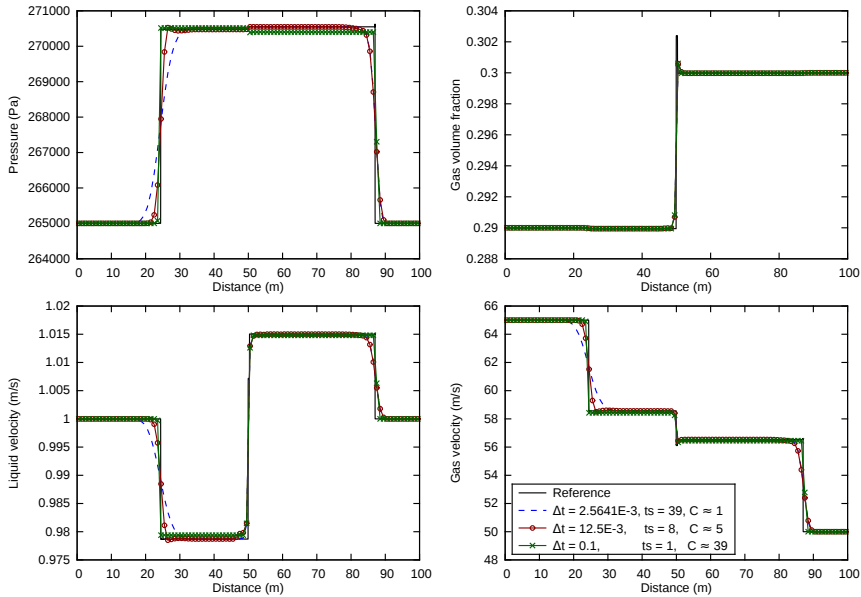 271000
270000
269000
268000
267000
266000
265000
264000
Pressure (Pa)
0 10 20 30 40 50 60 70 80 90 100
Distance (m)
0.304
0.302
0.3
0.298
0.296
0.294
0.292
0.290
0.288
Gas volume fraction
0 20 40 60 80 100
Distance (m)
1.02
1.015
1.01
1.005
1
0.995
0.99
0.985
0.98
0.975
Liquid velocity (m/s)
0 10 20 30 40 50 60 70 80 90 100
Distance (m)
66
64
62
60
58
56
54
52
50
48
Gas velocity (m/s)
Reference
Δt = 2.5641E-3, ts = 39, C ≈ 1
Δt = 12.5E-3, ts = 8, C ≈ 5
Δt = 0.1, ts = 1, C ≈ 39
0 10 20 30 40 50 60 70 80 90 100
Distance (m)